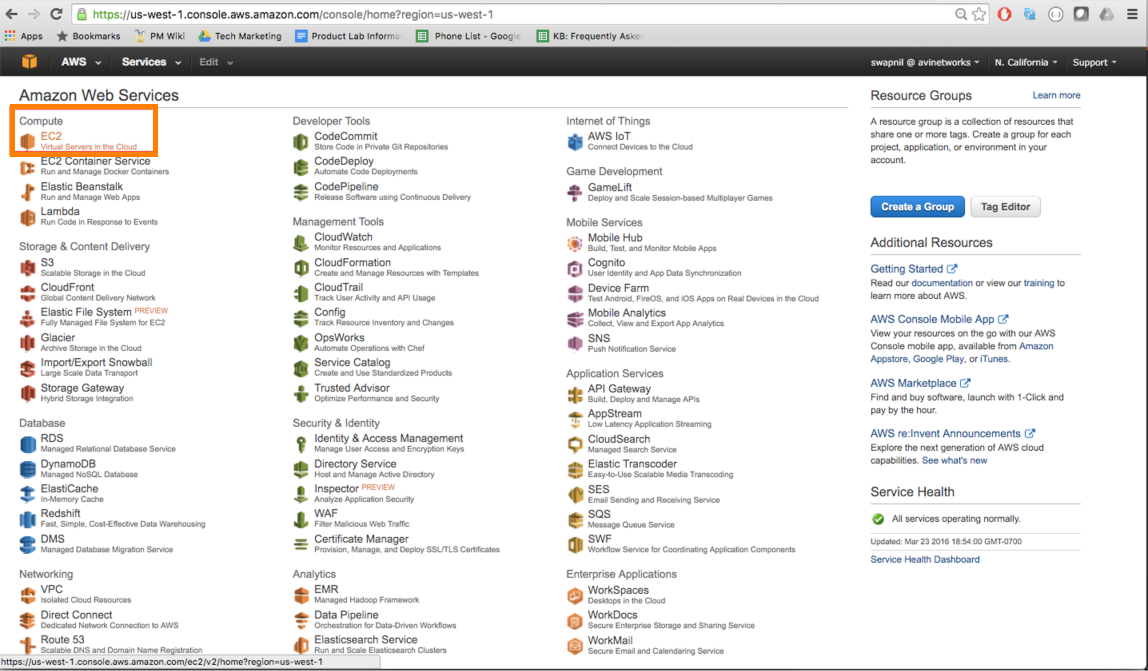 https://us-west-1.console.aws.amazon.com/console/home?region=us-west-1
Apps
Bookmarks
PM Wiki
Tech Marketing
Product Lab Informat
Phone List - Google
KB: Frequently Aske
AWS
Services
Edit
swapnil @ avinetworks
N. California
Support
Amazon Web Services
Compute
EC2
Virtual Servers in the Cloud
EC2 Container Service
Run and Manage Docker Containers
Elastic Beanstalk
Run and Manage Web Apps
Lambda
Run Code in Response to Events
Storage & Content Delivery
S3
Scalable Storage in the Cloud
CloudFront
Global Content Delivery Network
Elastic File System PREVIEW
Fully Managed File System for EC2
Glacier
Archive Storage in the Cloud
Import/Export Snowball
Large Scale Data Transport
Storage Gateway
Hybrid Storage Integration
Database
RDS
Managed Relational Database Service
DynamoDB
Managed NoSQL Database
ElastiCache
In-Memory Cache
Redshift
Fast, Simple, Cost-Effective Data Warehousing
DMS
Managed Database Migration Service
Networking
VPC
Isolated Cloud Resources
Direct Connect
Dedicated Network Connection to AWS
Route 53
Scalable DNS and Domain Name Registration
Developer Tools
CodeCommit
Store Code in Private Git Repositories
CodeDeploy
Automate Code Deployments
CodePipeline
Release Software using Continuous Delivery
Management Tools
CloudWatch
Monitor Resources and Applications
CloudFormation
Create and Manage Resources with Templates
CloudTrail
Track User Activity and API Usage
Config
Track Resource Inventory and Changes
OpsWorks
Automate Operations with Chef
Service Catalog
Create and Use Standardized Products
Trusted Advisor
Optimize Performance and Security
Security & Identity
Identity & Access Management
Manage User Access and Encryption Keys
Directory Service
Host and Manage Active Directory
Inspector PREVIEW
Analyze Application Security
WAF
Filter Malicious Web Traffic
Certificate Manager
Provision, Manage, and Deploy SSL/TLS Certificates
Analytics
EMR
Managed Hadoop Framework
Data Pipeline
Orchestration for Data-Driven Workflows
Elasticsearch Service
Run and Scale Elasticsearch Clusters
Internet of Things
AWS IoT
Connect Devices to the Cloud
Game Development
GameLift
Deploy and Scale Session-based Multiplayer Games
Mobile Services
Mobile Hub
Build, Test, and Monitor Mobile Apps
Cognito
User Identity and App Data Synchronization
Device Farm
Test Android, FireOS, and iOS Apps on Real Devices in the Cloud
Mobile Analytics
Collect, View and Export App Analytics
SNS
Push Notification Service
Application Services
API Gateway
Build, Deploy and Manage APIs
AppStream
Low Latency Application Streaming
CloudSearch
Managed Search Service
Elastic Transcoder
Easy-to-Use Scalable Media Transcoding
SES
Email Sending and Receiving Service
SQS
Message Queue Service
SWF
Workflow Service for Coordinating Application Components
Enterprise Applications
WorkSpaces
Desktops in the Cloud
WorkDocs
Secure Enterprise Storage and Sharing Service
WorkMail
Secure Email and Calendaring Service
Resource Groups
Learn more
A resource group is a collection of resources that
share one or more tags. Create a group for each
project, application, or environment in your
account.
Create a Group
Tag Editor
Additional Resources
Getting Started
Read our documentation or view our training to
learn more about AWS.
AWS Console Mobile App
View your resources on the go with our AWS
Console mobile app, available from Amazon
Appstore, Google Play, or iTunes.
AWS Marketplace
Find and buy software, launch with 1-Click and
pay by the hour.
AWS re:Invent Announcements
Explore the next generation of AWS cloud
capabilities. See what's new
Service Health
All services operating normally.
Updated: Mar 23 2016 18:54:00 GMT-0700
Service Health Dashboard
https://us-west-1.console.aws.amazon.com/ec2/v2/home?region=us-west-1